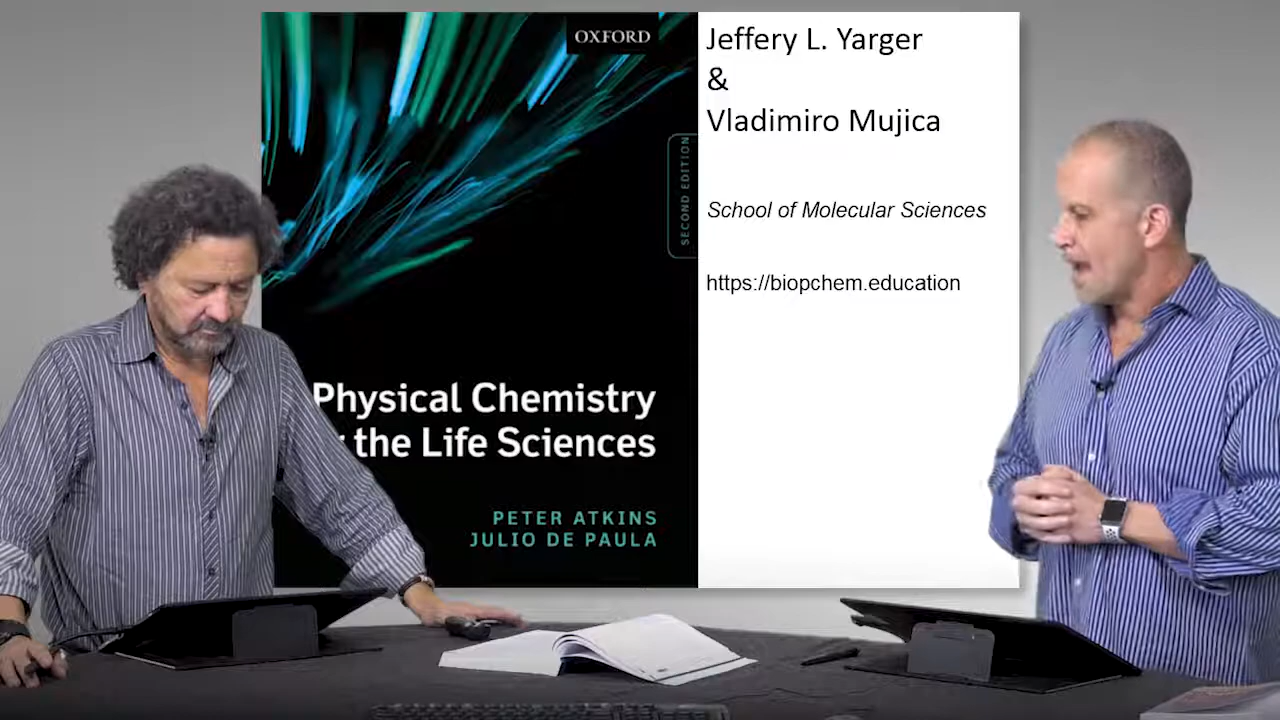 OXFORD
SECOND EDITION
Physical Chemistry
the Life Sciences
PETER ATKINS
JULIO DE PAULA
Jeffery L. Yarger
&
Vladimiro Mujica
School of Molecular Sciences
https://biopchem.education